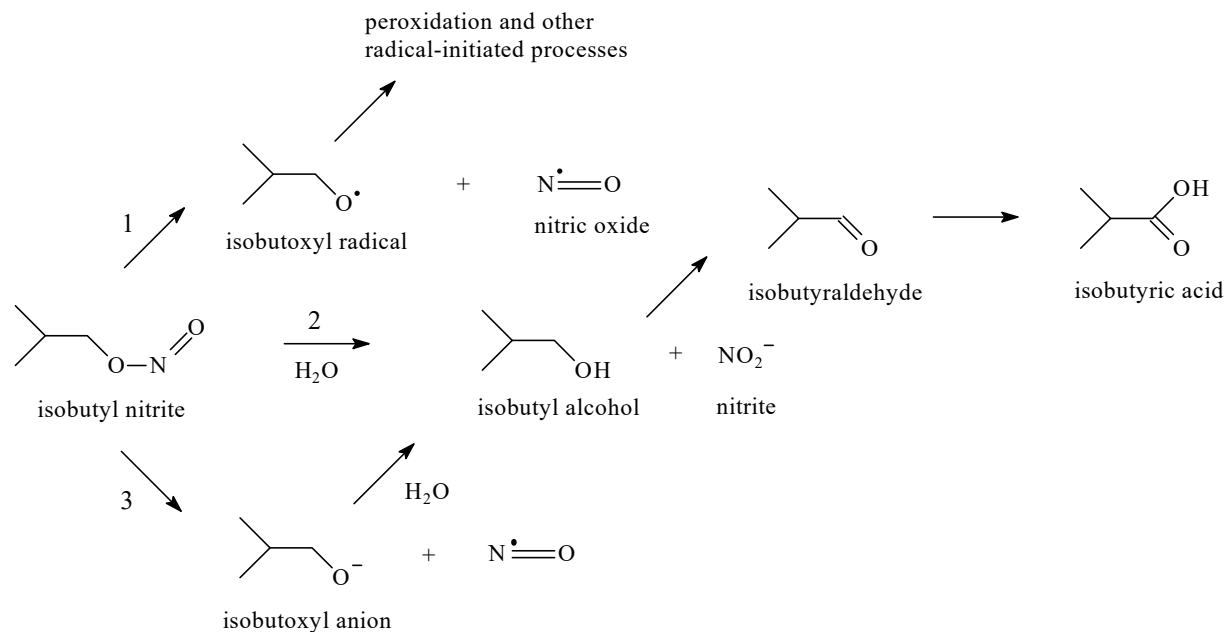 peroxidation and other
radical-initiated processes
O• + N•=O
1
isobutoxyl radical
nitric oxide
O
isobutyraldehyde
OH
O
isobutyric acid
O–N=O
isobutyl nitrite
2
H₂O
OH + NO₂⁻
isobutyl alcohol
nitrite
3
H₂O
O⁻ + N•=O
isobutoxyl anion